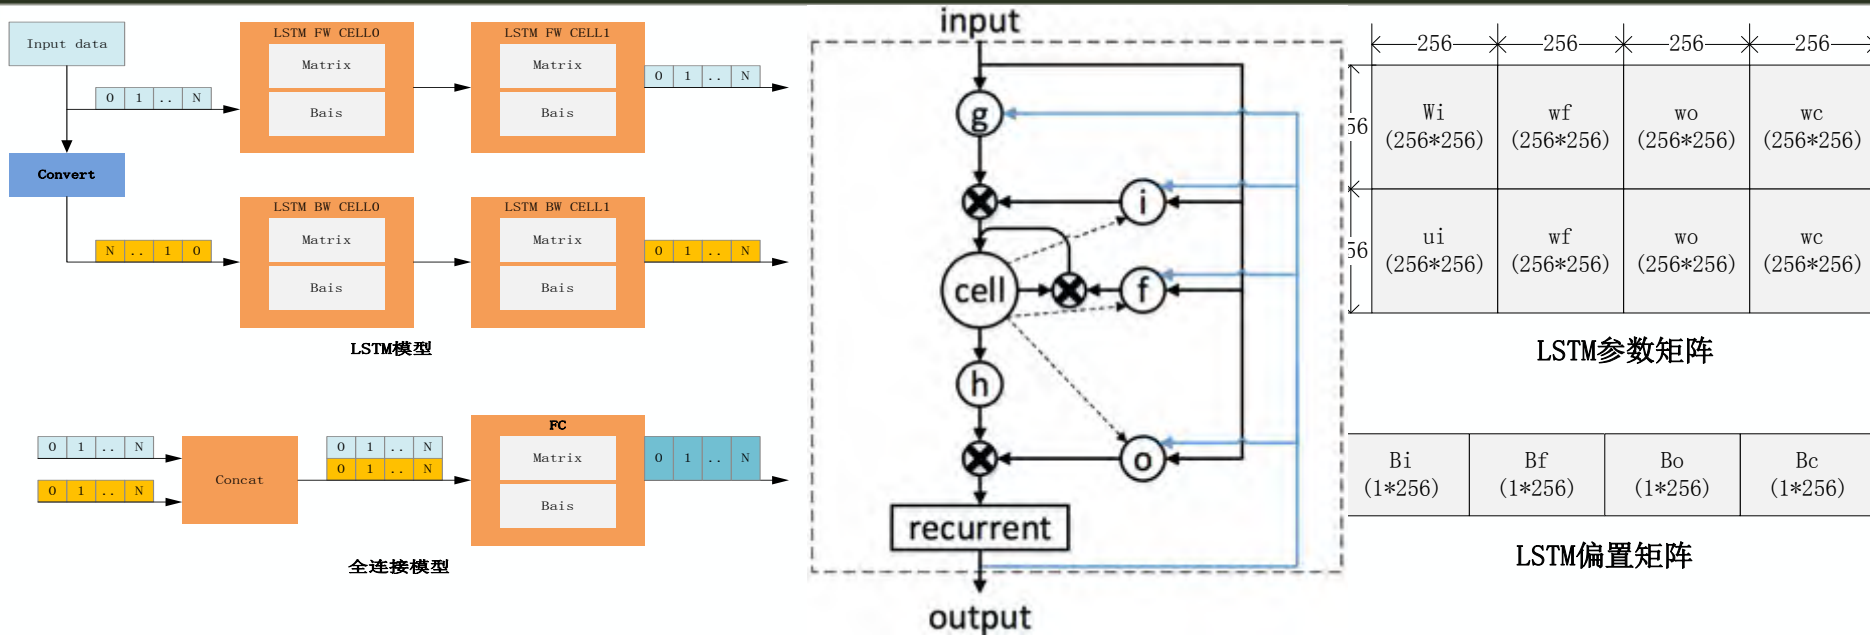 Input data
0 1 .. N
Convert
N .. 1 0
LSTM FW CELL0
Matrix
Bais
LSTM FW CELL1
Matrix
Bais
0 1 .. N
LSTM BW CELL0
Matrix
Bais
LSTM BW CELL1
Matrix
Bais
0 1 .. N
LSTM模型
0 1 .. N
0 1 .. N
Concat
0 1 .. N
0 1 .. N
FC
Matrix
Bais
0 1 .. N
全连接模型
input
g
i
cell
f
h
o
recurrent
output
256 256 256 256
56
Wi wf wo wc
(256*256) (256*256) (256*256) (256*256)
56
ui wf wo wc
(256*256) (256*256) (256*256) (256*256)
LSTM参数矩阵
Bi Bf Bo Bc
(1*256) (1*256) (1*256) (1*256)
LSTM偏置矩阵